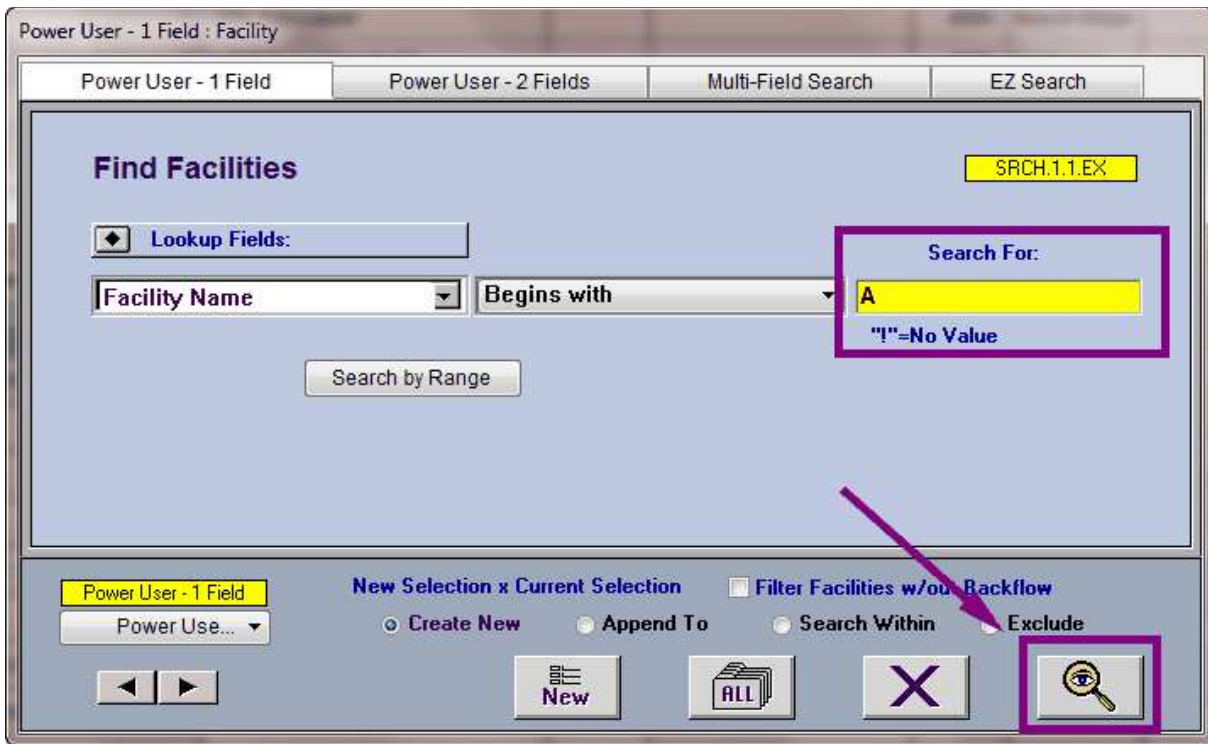 Power User - 1 Field : Facility
Power User - 1 Field Power User - 2 Fields Multi-Field Search EZ Search
Find Facilities SRCH.1.1.EX
Lookup Fields: Search For:
Facility Name Begins with A
"!"=No Value
Search by Range
Power User - 1 Field New Selection x Current Selection Filter Facilities w/out Backflow
Power Use... Create New Append To Search Within Exclude
New ALL X